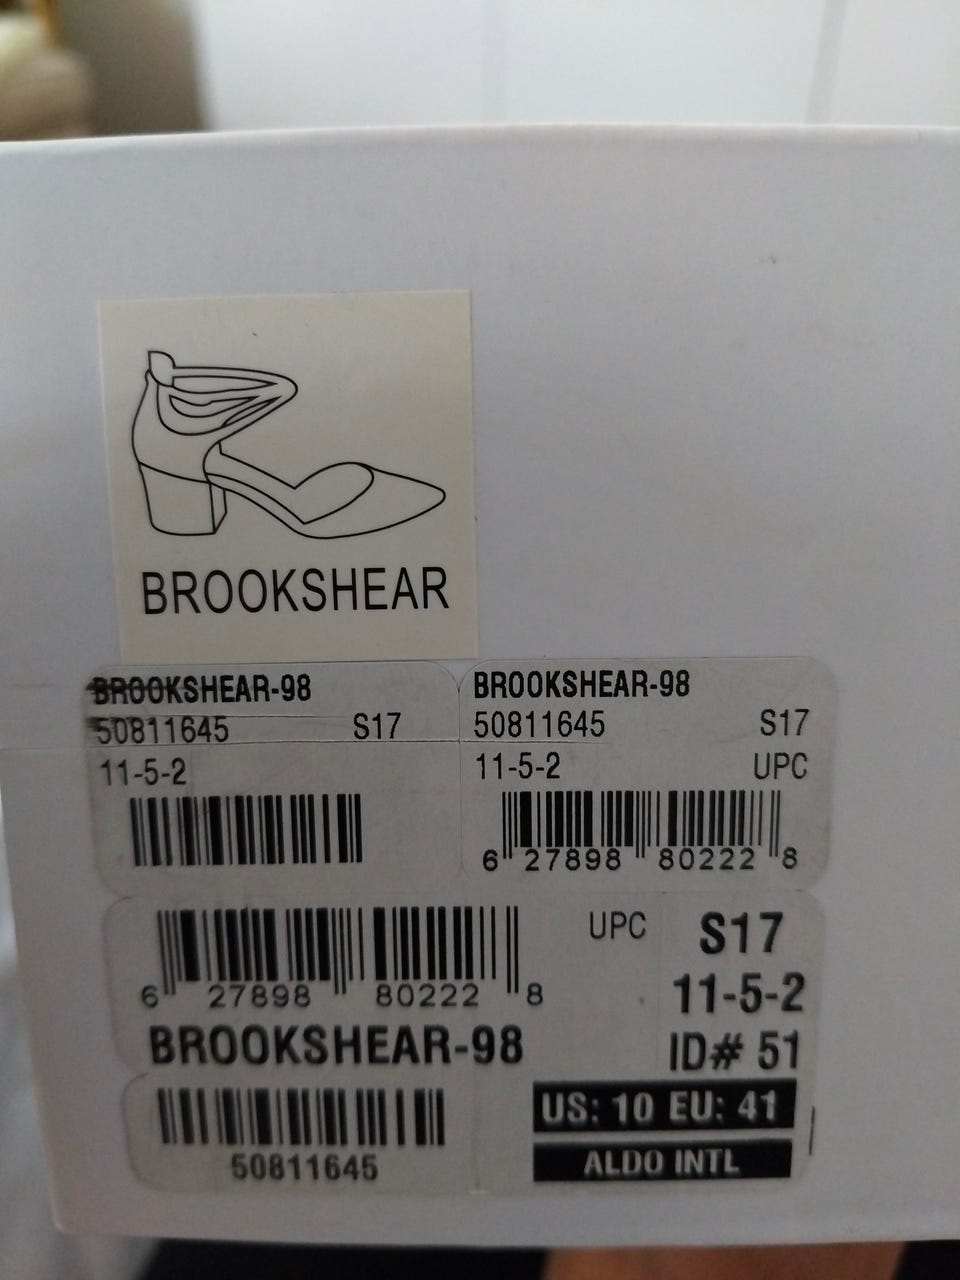 BROOKSHEAR
BROOKSHEAR-98
50811645 S17
11-5-2
BROOKSHEAR-98
50811645 S17
11-5-2 UPC
6 27898 80222 8
6 27898 80222 8
UPC
BROOKSHEAR-98
50811645
S17
11-5-2
ID# 51
US: 10 EU: 41
ALDO INTL